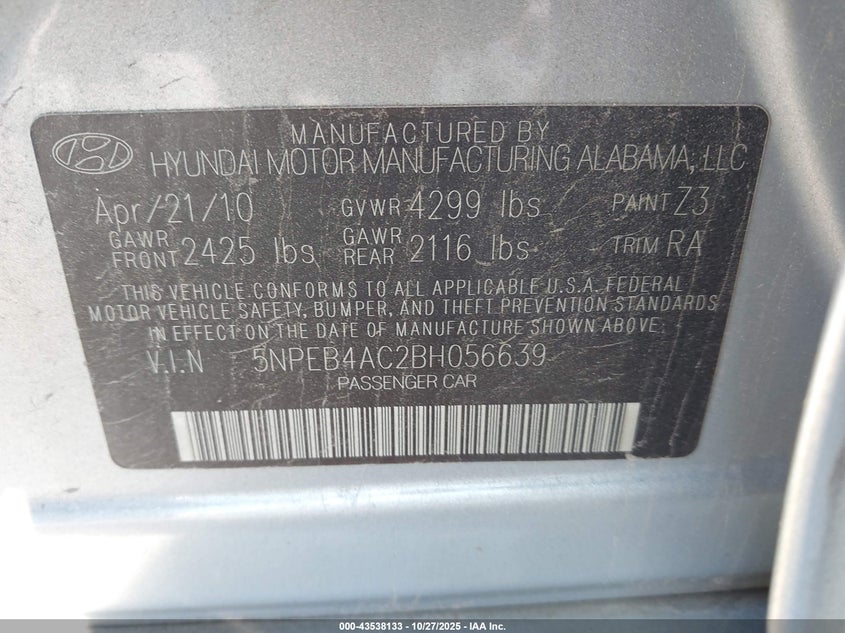 MANUFACTURED BY
HYUNDAI MOTOR MANUFACTURING ALABAMA, LLC
Apr/21/10 GVWR 4299 lbs PAINT Z3
GAWR FRONT 2425 lbs GAWR REAR 2116 lbs TRIM RA
THIS VEHICLE CONFORMS TO ALL APPLICABLE U.S.A. FEDERAL
MOTOR VEHICLE SAFETY, BUMPER, AND THEFT PREVENTION STANDARDS
IN EFFECT ON THE DATE OF MANUFACTURE SHOWN ABOVE.
V.I.N 5NPEB4AC2BH056639
PASSENGER CAR
000-43538133 - 10/27/2025 - IAA Inc.